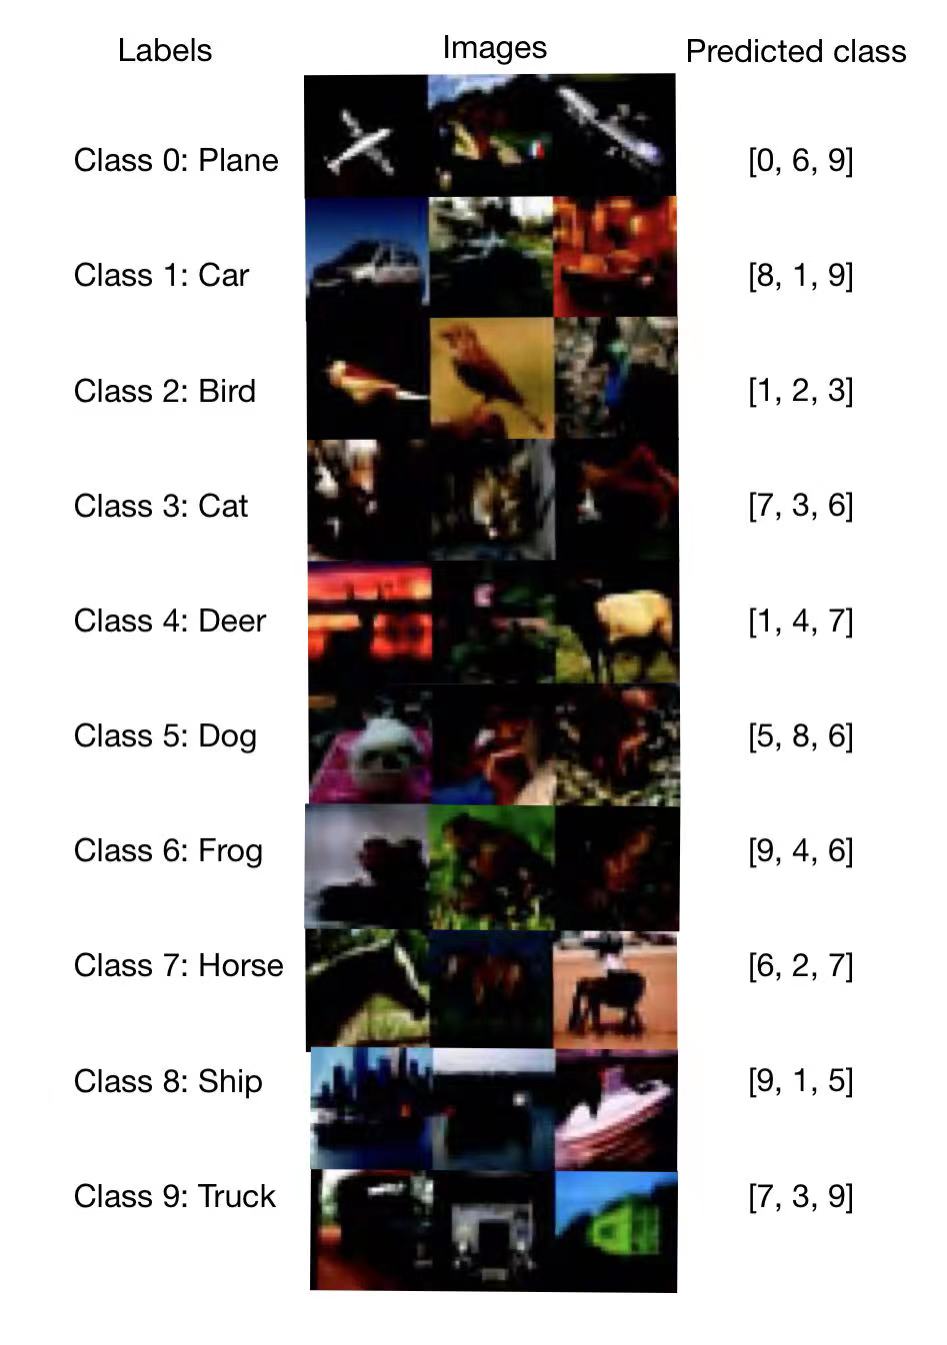 Labels Images Predicted class
Class 0: Plane [0, 6, 9]
Class 1: Car [8, 1, 9]
Class 2: Bird [1, 2, 3]
Class 3: Cat [7, 3, 6]
Class 4: Deer [1, 4, 7]
Class 5: Dog [5, 8, 6]
Class 6: Frog [9, 4, 6]
Class 7: Horse [6, 2, 7]
Class 8: Ship [9, 1, 5]
Class 9: Truck [7, 3, 9]